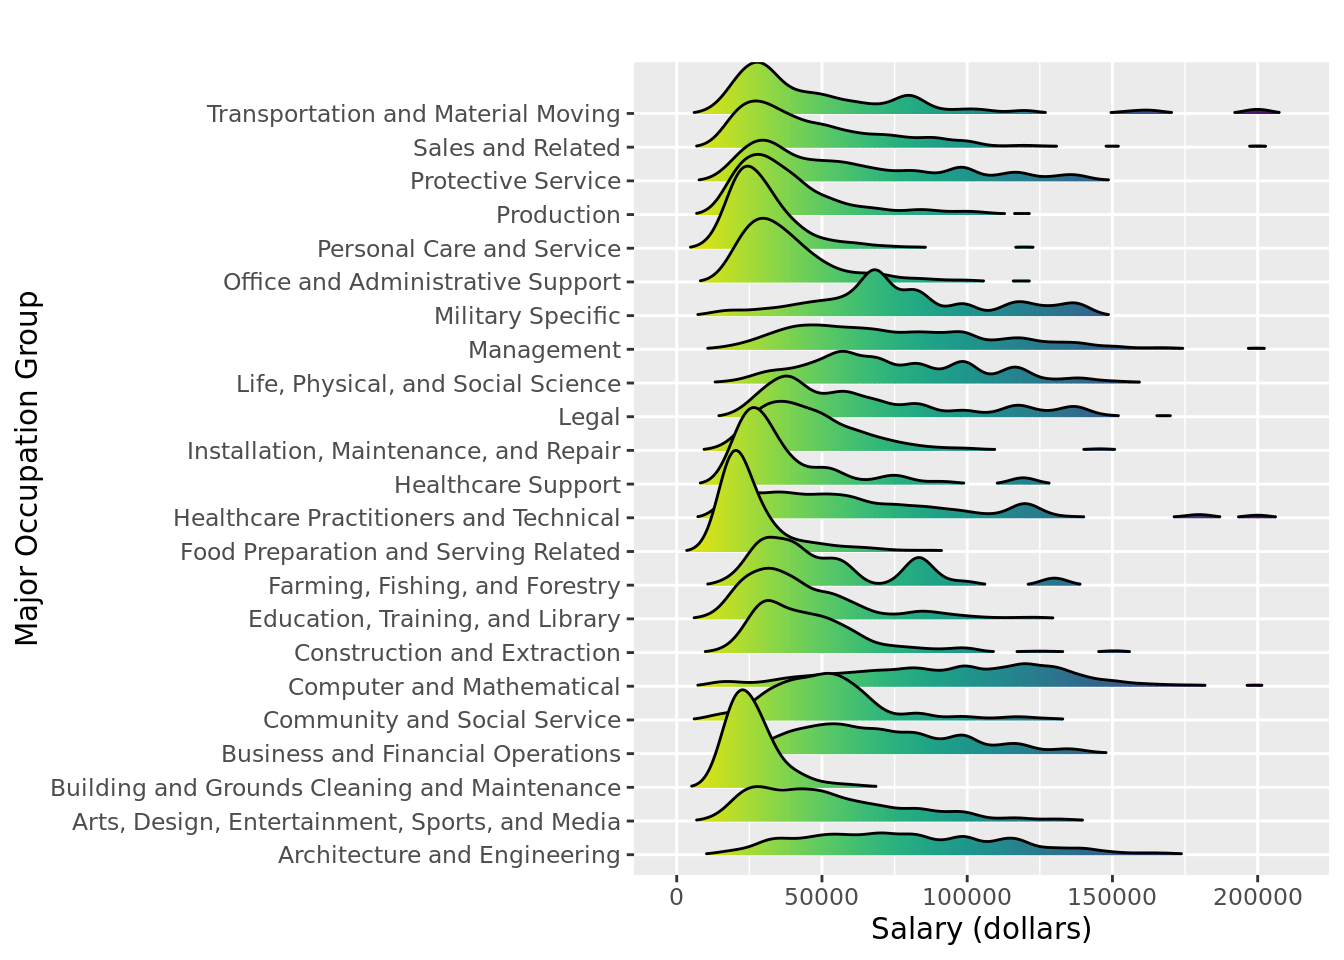 Major Occupation Group
Transportation and Material Moving
Sales and Related
Protective Service
Production
Personal Care and Service
Office and Administrative Support
Military Specific
Management
Life, Physical, and Social Science
Legal
Installation, Maintenance, and Repair
Healthcare Support
Healthcare Practitioners and Technical
Food Preparation and Serving Related
Farming, Fishing, and Forestry
Education, Training, and Library
Construction and Extraction
Computer and Mathematical
Community and Social Service
Business and Financial Operations
Building and Grounds Cleaning and Maintenance
Arts, Design, Entertainment, Sports, and Media
Architecture and Engineering
0 50000 100000 150000 200000
Salary (dollars)